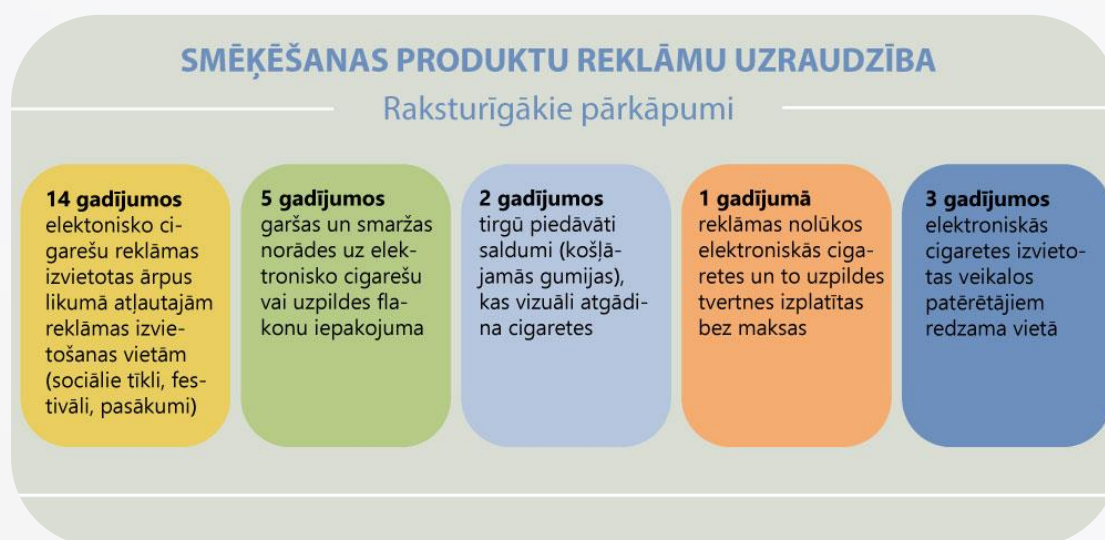 SMĒĶĒŠANAS PRODUKTU REKLĀMU UZRAUDZĪBA
Raksturīgākie pārkāpumi
14 gadījumos
elektonisko ci-
garešu reklāmas
izvietotas ārpus
likumā atļautajām
reklāmas izvie-
tošanas vietām
(sociālie tīkli, fes-
tivāli, pasākumi)
5 gadījumos
garšas un smaržas
norādes uz elek-
tronisko cigarešu
vai uzpildes fla-
konu iepakojuma
2 gadījumos
tirgū piedāvāti
saldumi (košļā-
jamās gumijas),
kas vizuāli atgādi-
na cigaretes
1 gadījumā
reklāmas nolūkos
elektroniskās ciga-
retes un to uzpildes
tvertnes izplatītas
bez maksas
3 gadījumos
elektroniskās
cigaretes izvieto-
tas veikalos
patērētājiem
redzama vietā